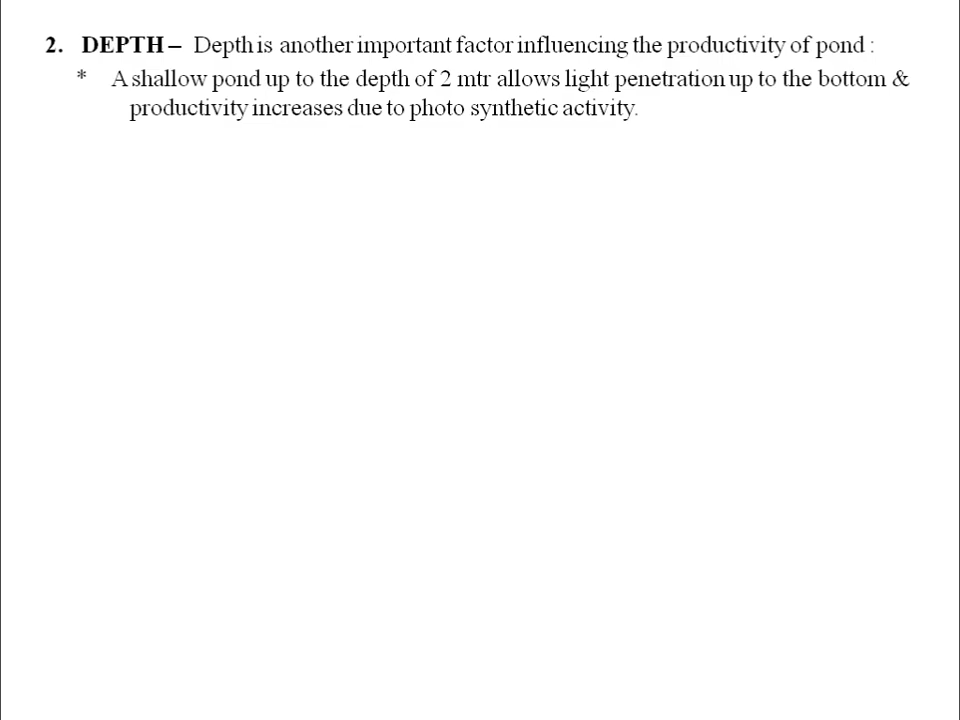 2. DEPTH – Depth is another important factor influencing the productivity of pond :
* A shallow pond up to the depth of 2 mtr allows light penetration up to the bottom &
productivity increases due to photo synthetic activity.